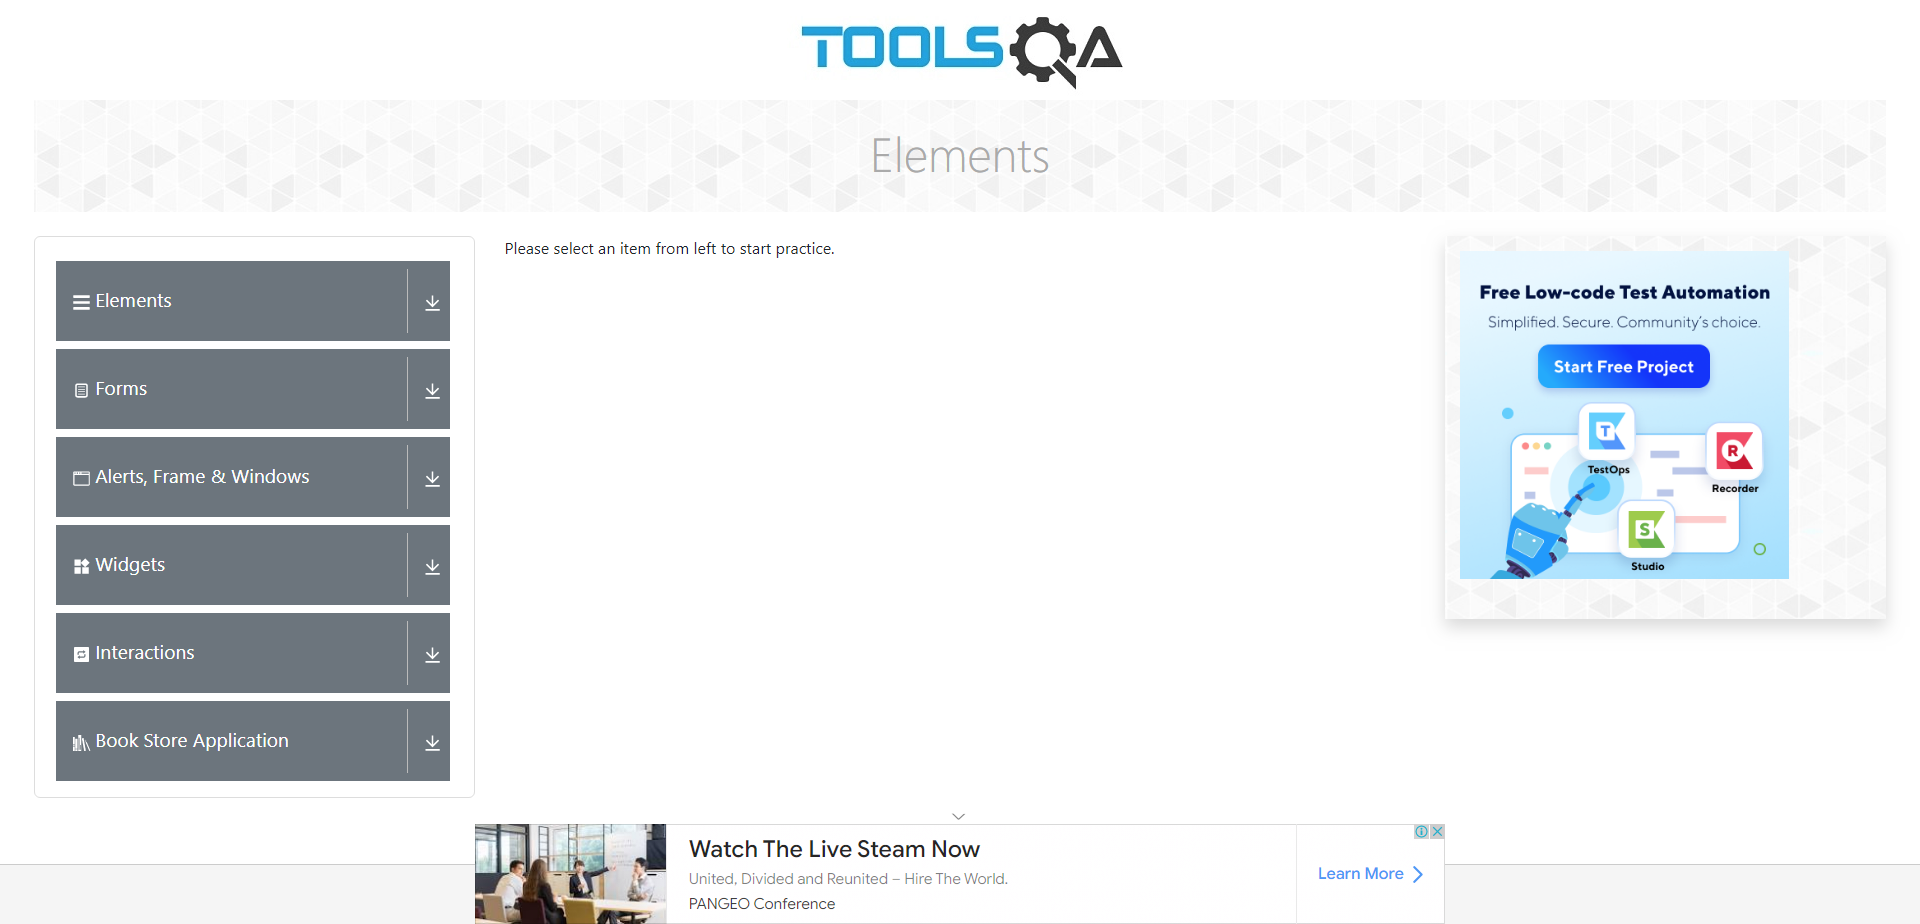 TOOLSQA
Elements
Elements
Forms
Alerts, Frame & Windows
Widgets
Interactions
Book Store Application
Please select an item from left to start practice.
Free Low-code Test Automation
Simplified. Secure. Community's choice.
Start Free Project
T
TestOps
R
Recorder
S
Studio
Watch The Live Steam Now
United, Divided and Reunited – Hire The World.
PANGEO Conference
Learn More